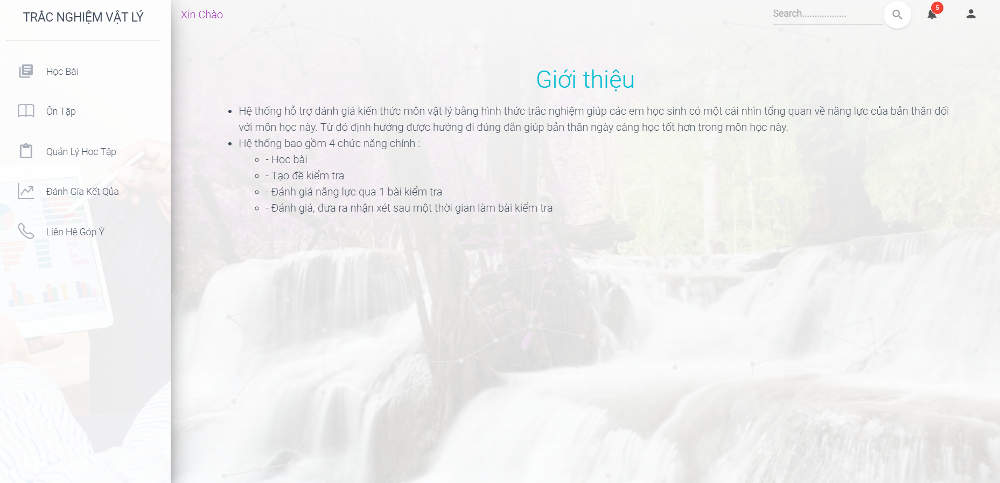 TRẮC NGHIỆM VẬT LÝ
Học Bài
Ôn Tập
Quản Lý Học Tập
Đánh Gía Kết Qủa
Liên Hệ Góp Ý
Xin Chào
Search..................
5
Giới thiệu
Hệ thống hỗ trợ đánh giá kiến thức môn vật lý bằng hình thức trắc nghiệm giúp các em học sinh có một cái nhìn tổng quan về năng lực của bản thân đối
với môn học này. Từ đó định hướng được hướng đi đúng đắn giúp bản thân ngày càng học tốt hơn trong môn học này.
Hệ thống bao gồm 4 chức năng chính :
- Học bài
- Tạo đề kiểm tra
- Đánh giá năng lực qua 1 bài kiểm tra
- Đánh giá, đưa ra nhận xét sau một thời gian làm bài kiểm tra